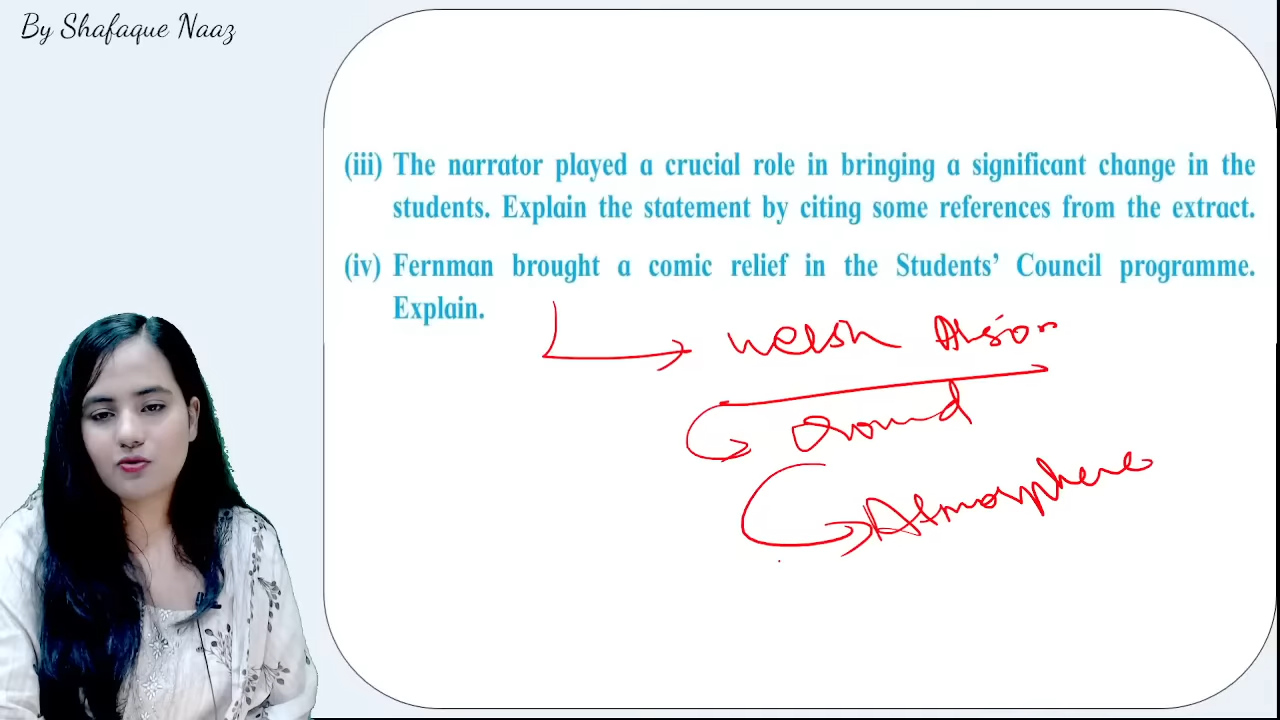 By Shafaque Naaz
(iii) The narrator played a crucial role in bringing a significant change in the
students. Explain the statement by citing some references from the extract.
(iv) Fernman brought a comic relief in the Students' Council programme.
Explain.
Welsh
Around
Atmosphere